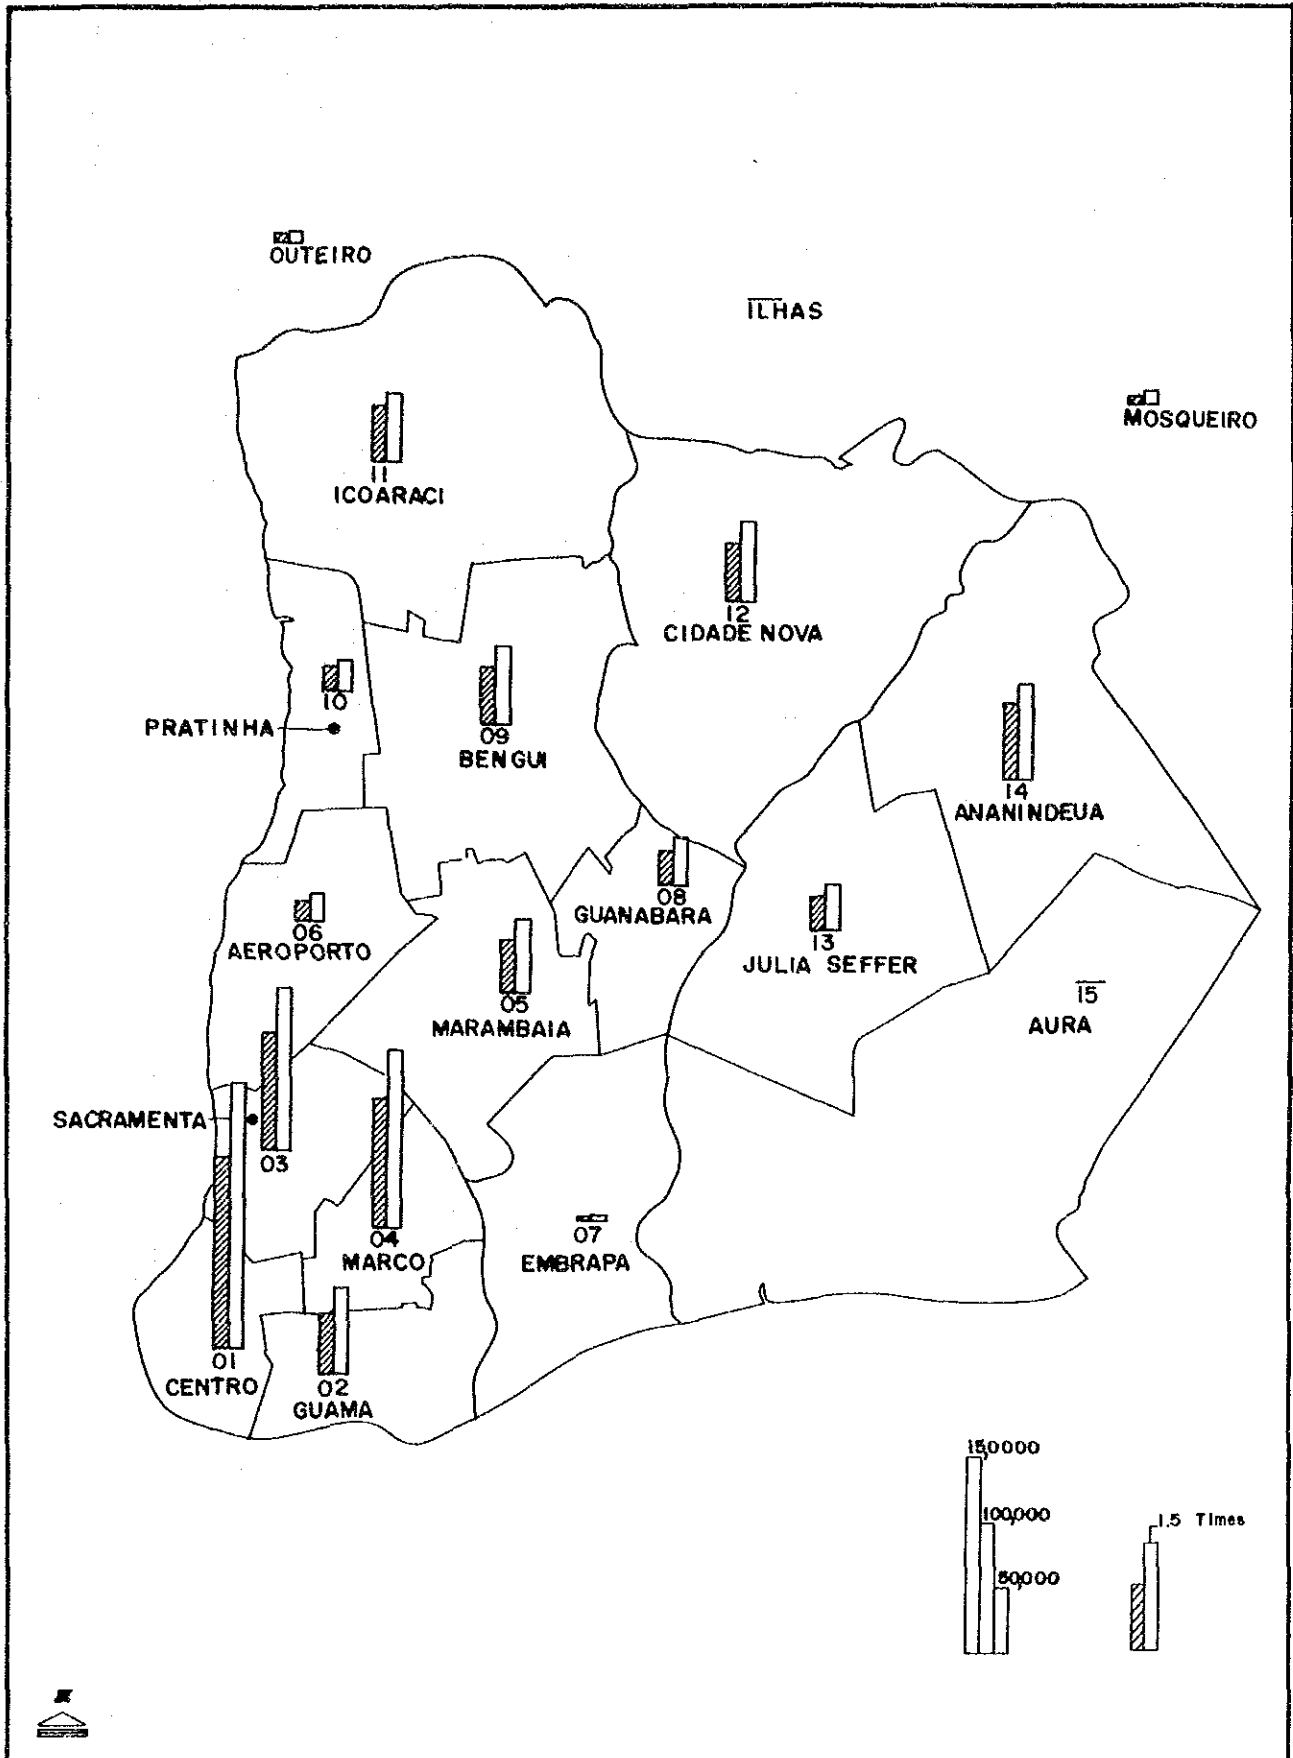 OUTEIRO
ILHAS
MOSQUEIRO
11
ICOARACI
12
CIDADE NOVA
10
PRATINHA
09
BENGUI
14
ANANINDEUA
08
GUANABARA
06
AEROPORTO
13
JULIA SEFFER
05
MARAMBAIA
15
AURA
SACRAMENTA
03
04
MARCO
07
EMBRAPA
01
CENTRO
02
GUAMA
15,0000
100,000
50,000
1.5 Times